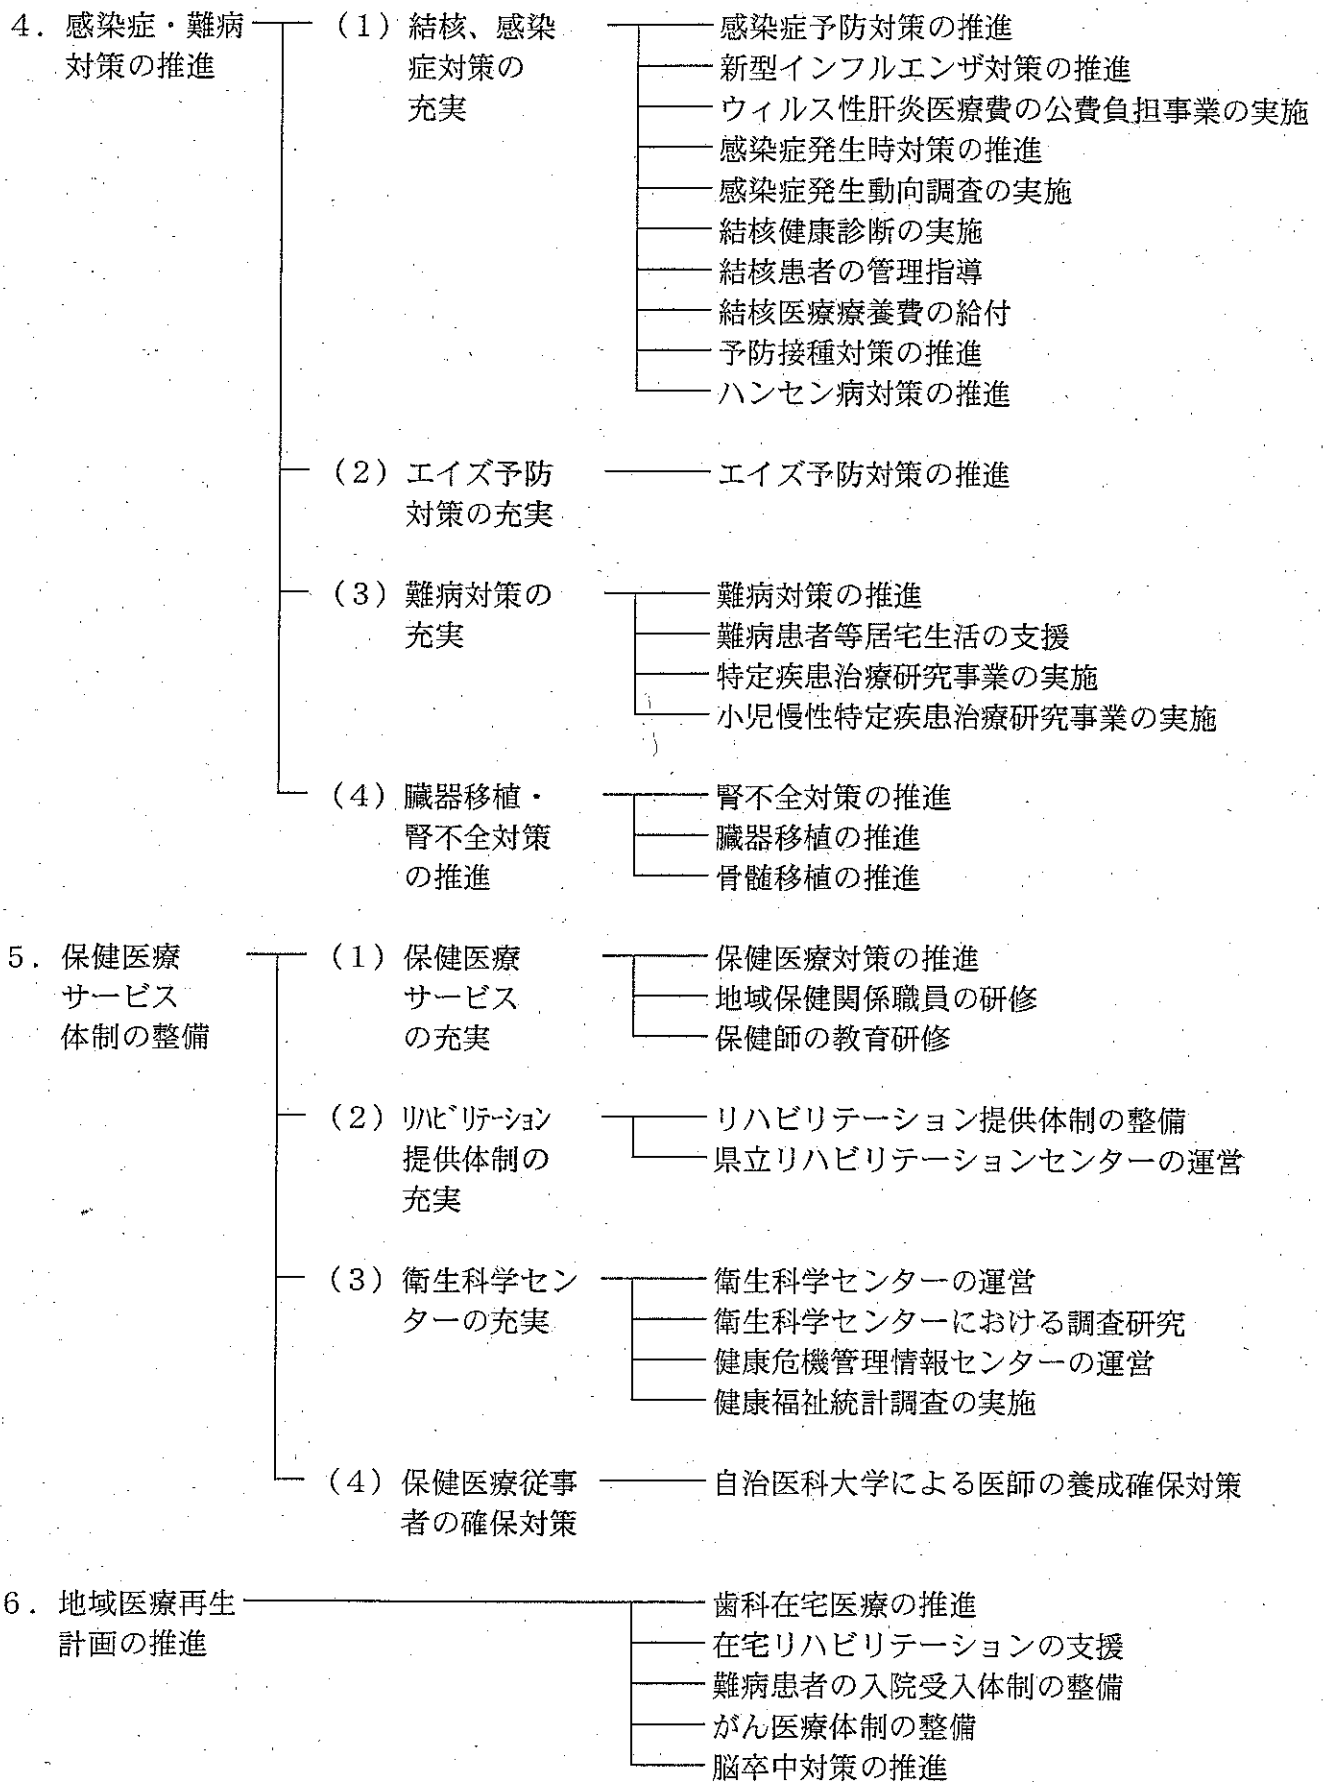 4．感染症・難病
対策の推進
（1）結核、感染
症対策の
充実
感染症予防対策の推進
新型インフルエンザ対策の推進
ウィルス性肝炎医療費の公費負担事業の実施
感染症発生時対策の推進
感染症発生動向調査の実施
結核健康診断の実施
結核患者の管理指導
結核医療療養費の給付
予防接種対策の推進
ハンセン病対策の推進
（2）エイズ予防
対策の充実
エイズ予防対策の推進
（3）難病対策の
充実
難病対策の推進
難病患者等居宅生活の支援
特定疾患治療研究事業の実施
小児慢性特定疾患治療研究事業の実施
（4）臓器移植・
腎不全対策
の推進
腎不全対策の推進
臓器移植の推進
骨髄移植の推進
5．保健医療
サービス
体制の整備
（1）保健医療
サービス
の充実
保健医療対策の推進
地域保健関係職員の研修
保健師の教育研修
（2）ﾘﾊﾋﾞﾘﾃｰｼｮﾝ
提供体制の
充実
リハビリテーション提供体制の整備
県立リハビリテーションセンターの運営
（3）衛生科学セン
ターの充実
衛生科学センターの運営
衛生科学センターにおける調査研究
健康危機管理情報センターの運営
健康福祉統計調査の実施
（4）保健医療従事
者の確保対策
自治医科大学による医師の養成確保対策
6．地域医療再生
計画の推進
歯科在宅医療の推進
在宅リハビリテーションの支援
難病患者の入院受入体制の整備
がん医療体制の整備
脳卒中対策の推進